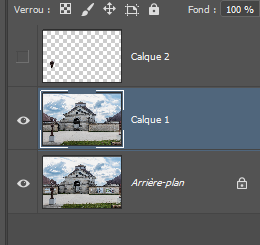 Verrou : Fond : 100 %
Calque 2
Calque 1
Arrière-plan